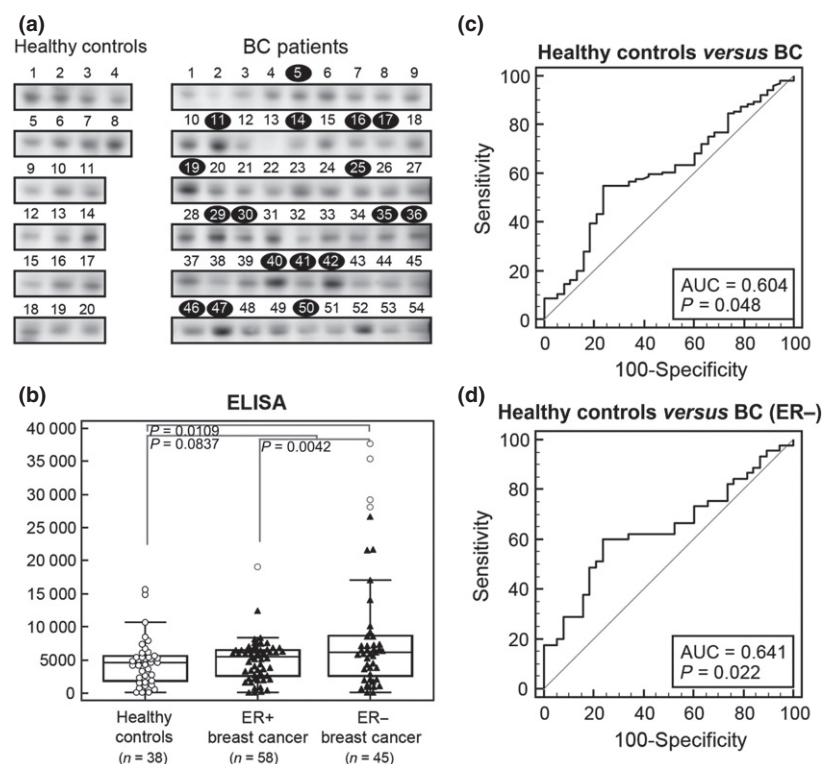 (a)
Healthy controls
BC patients
1 2 3 4
5 6 7 8
9 10 11
12 13 14
15 16 17
18 19 20
1 2 3 4 5 6 7 8 9
10 11 12 13 14 15 16 17 18
19 20 21 22 23 24 25 26 27
28 29 30 31 32 33 34 35 36
37 38 39 40 41 42 43 44 45
46 47 48 49 50 51 52 53 54
(b)
ELISA
40 000
35 000
30 000
25 000
20 000
15 000
10 000
5000
0
P = 0.0109
P = 0.0837
P = 0.0042
Healthy
controls
(n = 38)
ER+
breast cancer
(n = 58)
ER–
breast cancer
(n = 45)
(c)
Healthy controls versus BC
Sensitivity
100
80
60
40
20
0
AUC = 0.604
P = 0.048
0 20 40 60 80 100
100-Specificity
(d)
Healthy controls versus BC (ER–)
Sensitivity
100
80
60
40
20
0
AUC = 0.641
P = 0.022
0 20 40 60 80 100
100-Specificity